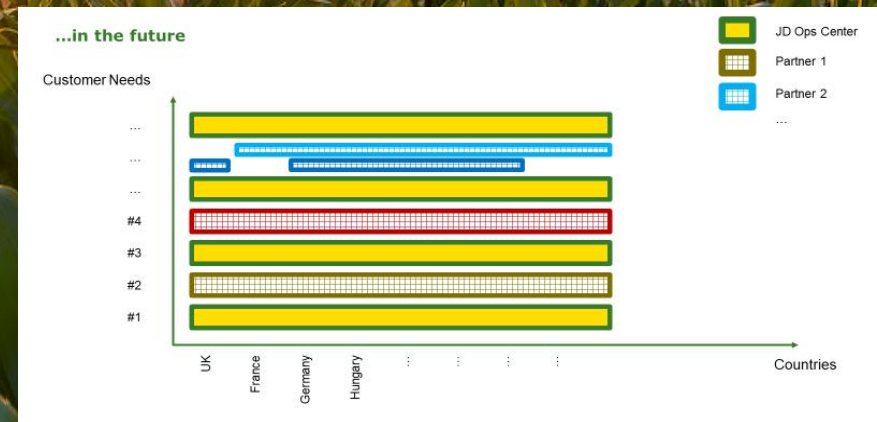 ...in the future
JD Ops Center
Partner 1
Partner 2
...
Customer Needs
...
...
...
#4
#3
#2
#1
UK
France
Germany
Hungary
...
...
...
...
Countries